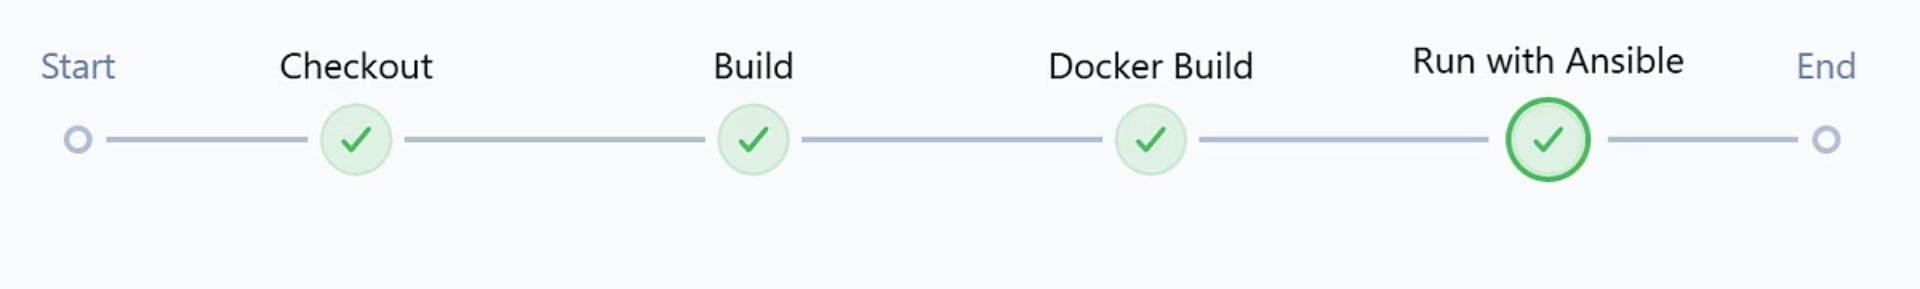 Start
Checkout
Build
Docker Build
Run with Ansible
End